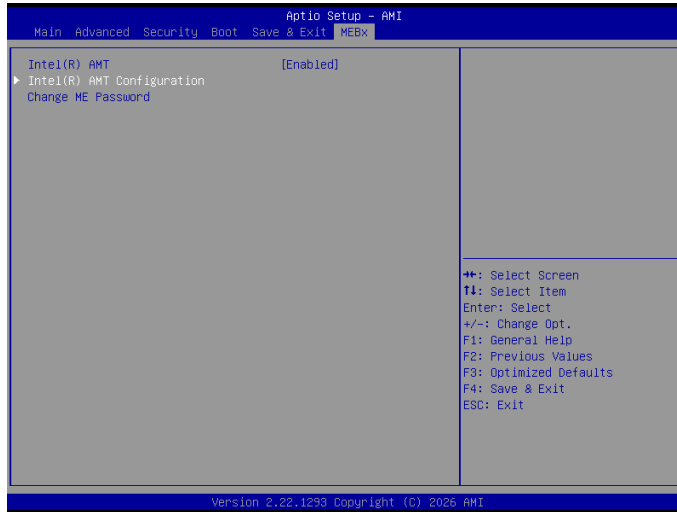 Aptio Setup – AMI
Main Advanced Security Boot Save & Exit MEBx
Intel(R) AMT [Enabled]
▶ Intel(R) AMT Configuration
Change ME Password
→←: Select Screen
↑↓: Select Item
Enter: Select
+/-: Change Opt.
F1: General Help
F2: Previous Values
F3: Optimized Defaults
F4: Save & Exit
ESC: Exit
Version 2.22.1293 Copyright (C) 2026 AMI